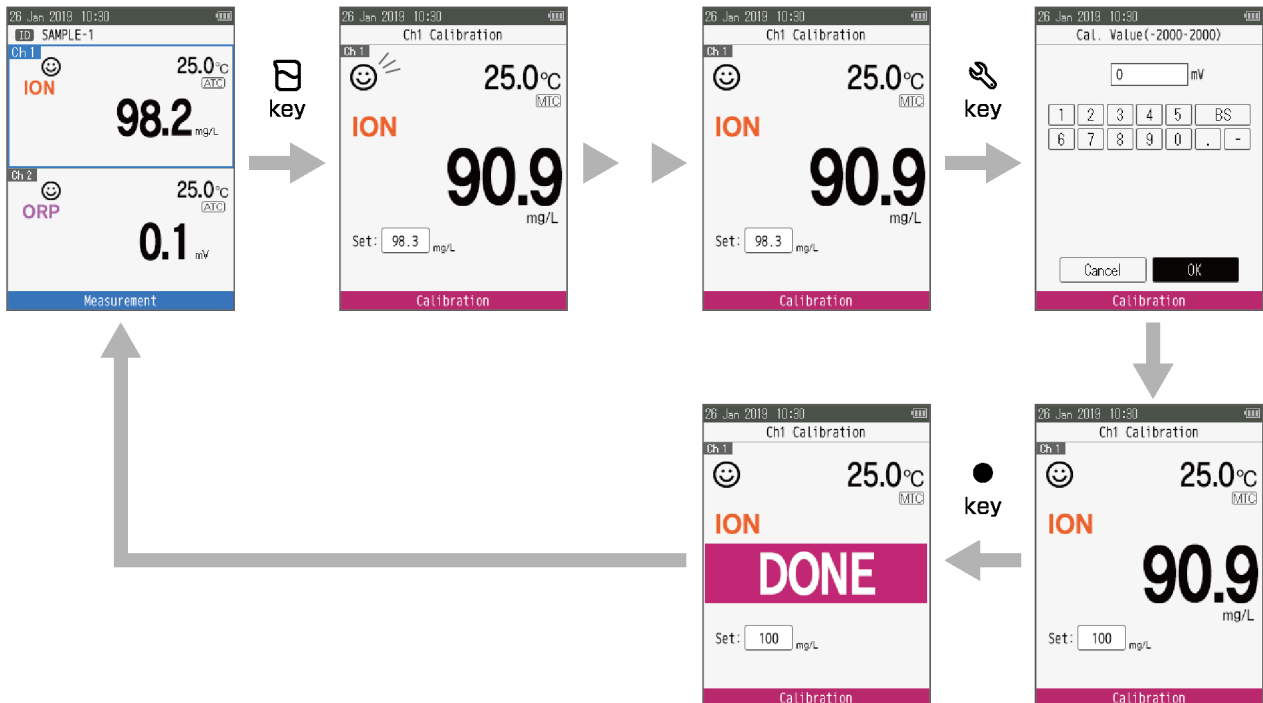 26 Jan 2019 10:30
ID SAMPLE-1
Ch 1
25.0℃
ATC
ION
98.2 mg/L
Ch 2
25.0℃
ATC
ORP
0.1 mV
Measurement
key
26 Jan 2019 10:30
Ch1 Calibration
Ch 1
25.0℃
MTC
ION
90.9
mg/L
Set: 98.3 mg/L
Calibration
26 Jan 2019 10:30
Ch1 Calibration
Ch 1
25.0℃
MTC
ION
90.9
mg/L
Set: 98.3 mg/L
Calibration
key
26 Jan 2019 10:30
Cal. Value(-2000-2000)
0 mV
1 2 3 4 5 BS
6 7 8 9 0 . -
Cancel OK
Calibration
26 Jan 2019 10:30
Ch1 Calibration
Ch 1
25.0℃
MTC
ION
90.9
mg/L
Set: 100 mg/L
Calibration
key
26 Jan 2019 10:30
Ch1 Calibration
Ch 1
25.0℃
MTC
ION
DONE
Set: 100 mg/L
Calibration